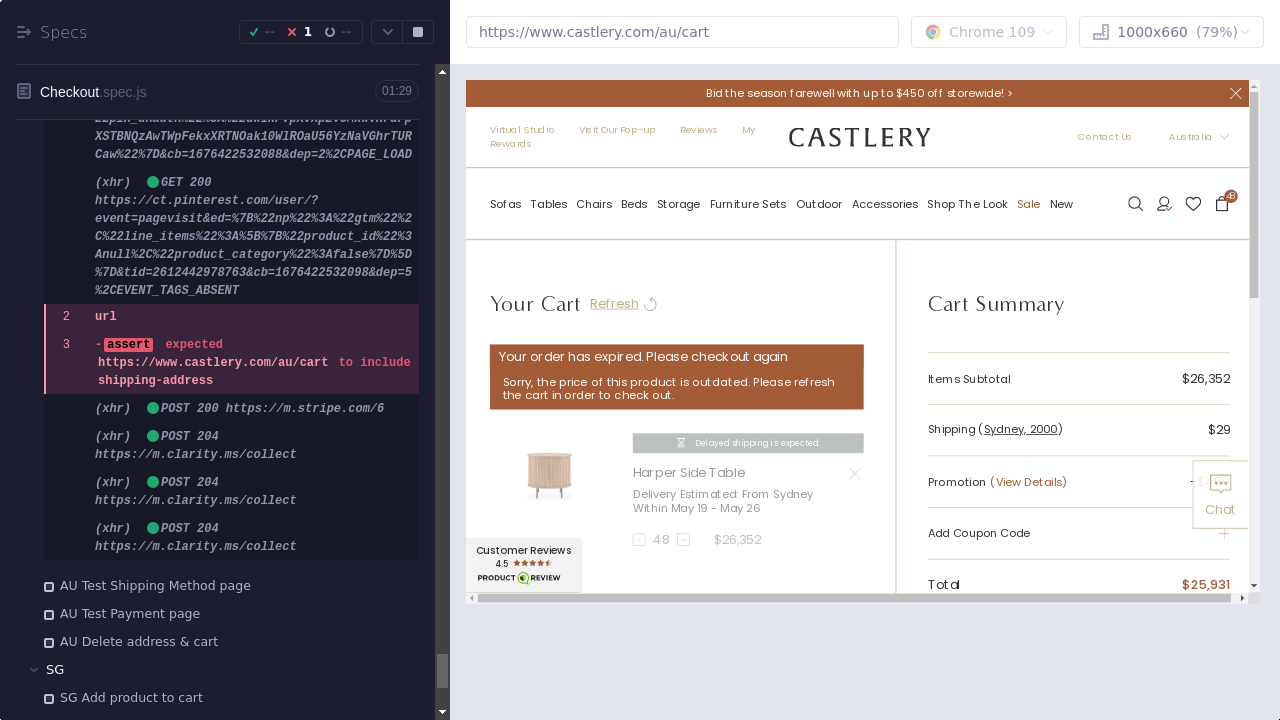 Specs
-- 1 --
https://www.castlery.com/au/cart
Chrome 109
1000x660 (79%)
Checkout.spec.js
01:29
XSTBNQzAwTWpFekxXRTNOak10WlROaU56YzNaVGhrTUR
Caw%22%7D&cb=1676422532088&dep=2%2CPAGE_LOAD
(xhr) GET 200
https://ct.pinterest.com/user/?
event=pagevisit&ed=%7B%22np%22%3A%22gtm%22%2
C%22line_items%22%3A%5B%7B%22product_id%22%3
Anull%2C%22product_category%22%3Afalse%7D%5D
%7D&tid=2612442978763&cb=1676422532098&dep=5
%2CEVENT_TAGS_ABSENT
2 url
3 -assert expected
https://www.castlery.com/au/cart to include
shipping-address
(xhr) POST 200 https://m.stripe.com/6
(xhr) POST 204
https://m.clarity.ms/collect
(xhr) POST 204
https://m.clarity.ms/collect
(xhr) POST 204
https://m.clarity.ms/collect
AU Test Shipping Method page
AU Test Payment page
AU Delete address & cart
SG
SG Add product to cart
Bid the season farewell with up to $450 off storewide! >
Virtual Studio Visit Our Pop-up Reviews My
Rewards
CASTLERY
Contact Us Australia
Sofas Tables Chairs Beds Storage Furniture Sets Outdoor Accessories Shop The Look Sale New
48
Your Cart Refresh
Your order has expired. Please checkout again
Sorry, the price of this product is outdated. Please refresh
the cart in order to check out.
Delayed shipping is expected.
Harper Side Table
Delivery Estimated: From Sydney
Within May 19 - May 26
48 $26,352
Customer Reviews
4.5
PRODUCT REVIEW
Cart Summary
Items Subtotal $26,352
Shipping (Sydney, 2000) $29
Promotion (View Details)
Chat
Add Coupon Code
Total $25,931